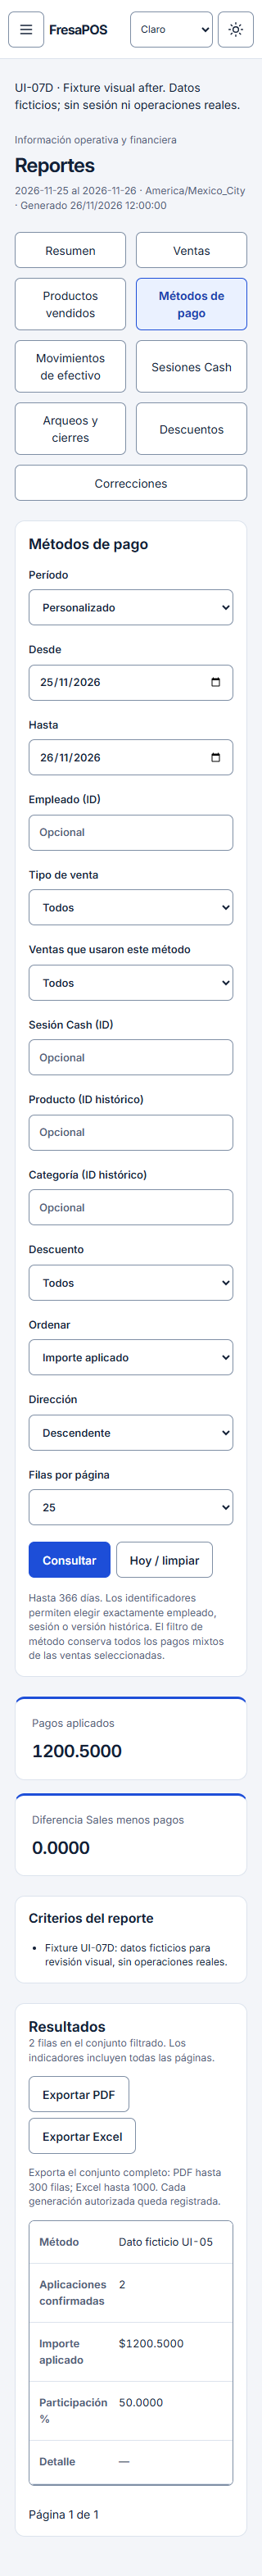 FresaPOS
Claro
UI-07D · Fixture visual after. Datos
ficticios; sin sesión ni operaciones reales.
Información operativa y financiera
Reportes
2026-11-25 al 2026-11-26 · America/Mexico_City
· Generado 26/11/2026 12:00:00
Resumen
Ventas
Productos
vendidos
Métodos de
pago
Movimientos
de efectivo
Sesiones Cash
Arqueos y
cierres
Descuentos
Correcciones
Métodos de pago
Período
Personalizado
Desde
25/11/2026
Hasta
26/11/2026
Empleado (ID)
Opcional
Tipo de venta
Todos
Ventas que usaron este método
Todos
Sesión Cash (ID)
Opcional
Producto (ID histórico)
Opcional
Categoría (ID histórico)
Opcional
Descuento
Todos
Ordenar
Importe aplicado
Dirección
Descendente
Filas por página
25
Consultar
Hoy / limpiar
Hasta 366 días. Los identificadores
permiten elegir exactamente empleado,
sesión o versión histórica. El filtro de
método conserva todos los pagos mixtos
de las ventas seleccionadas.
Pagos aplicados
1200.5000
Diferencia Sales menos pagos
0.0000
Criterios del reporte
• Fixture UI-07D: datos ficticios para
revisión visual, sin operaciones reales.
Resultados
2 filas en el conjunto filtrado. Los
indicadores incluyen todas las páginas.
Exportar PDF
Exportar Excel
Exporta el conjunto completo: PDF hasta
300 filas; Excel hasta 1000. Cada
generación autorizada queda registrada.
Método Dato ficticio UI-05
Aplicaciones 2
confirmadas
Importe $1200.5000
aplicado
Participación 50.0000
%
Detalle —
Página 1 de 1